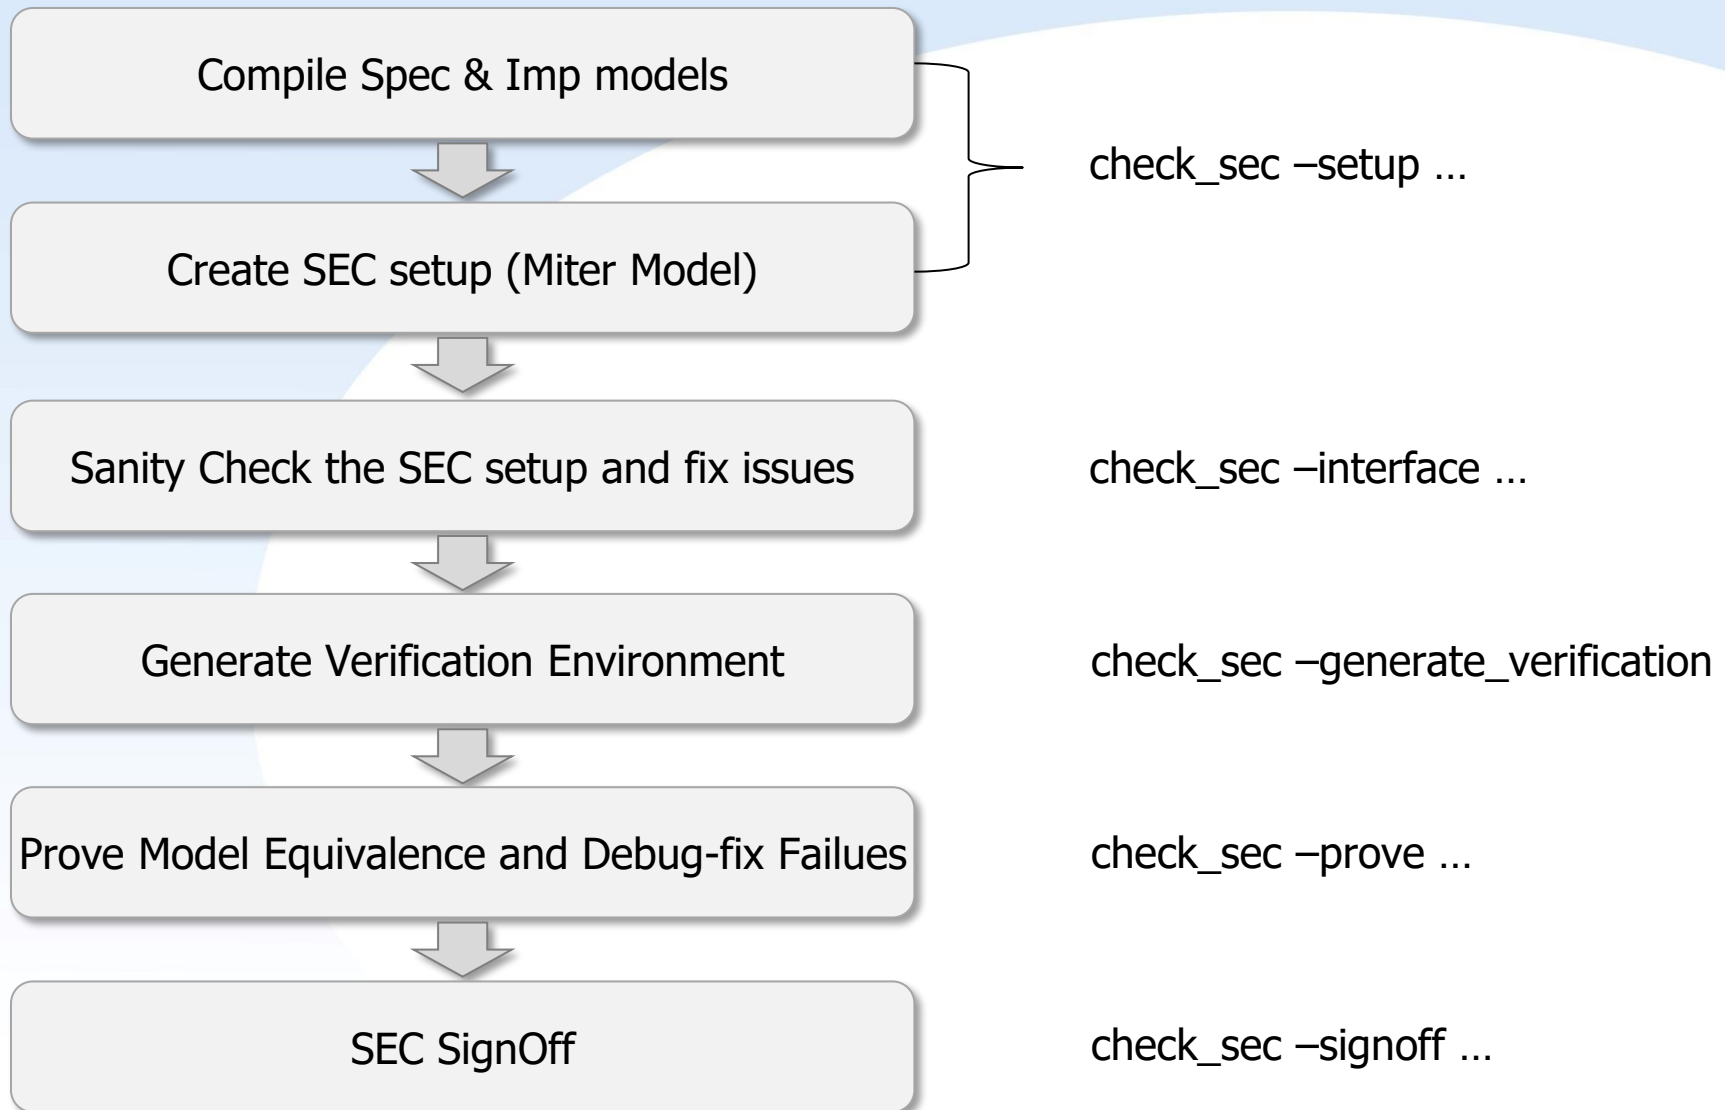 Compile Spec & Imp models
check_sec –setup ...
Create SEC setup (Miter Model)
Sanity Check the SEC setup and fix issues
check_sec –interface ...
Generate Verification Environment
check_sec –generate_verification
Prove Model Equivalence and Debug-fix Failues
check_sec –prove ...
SEC SignOff
check_sec –signoff ...